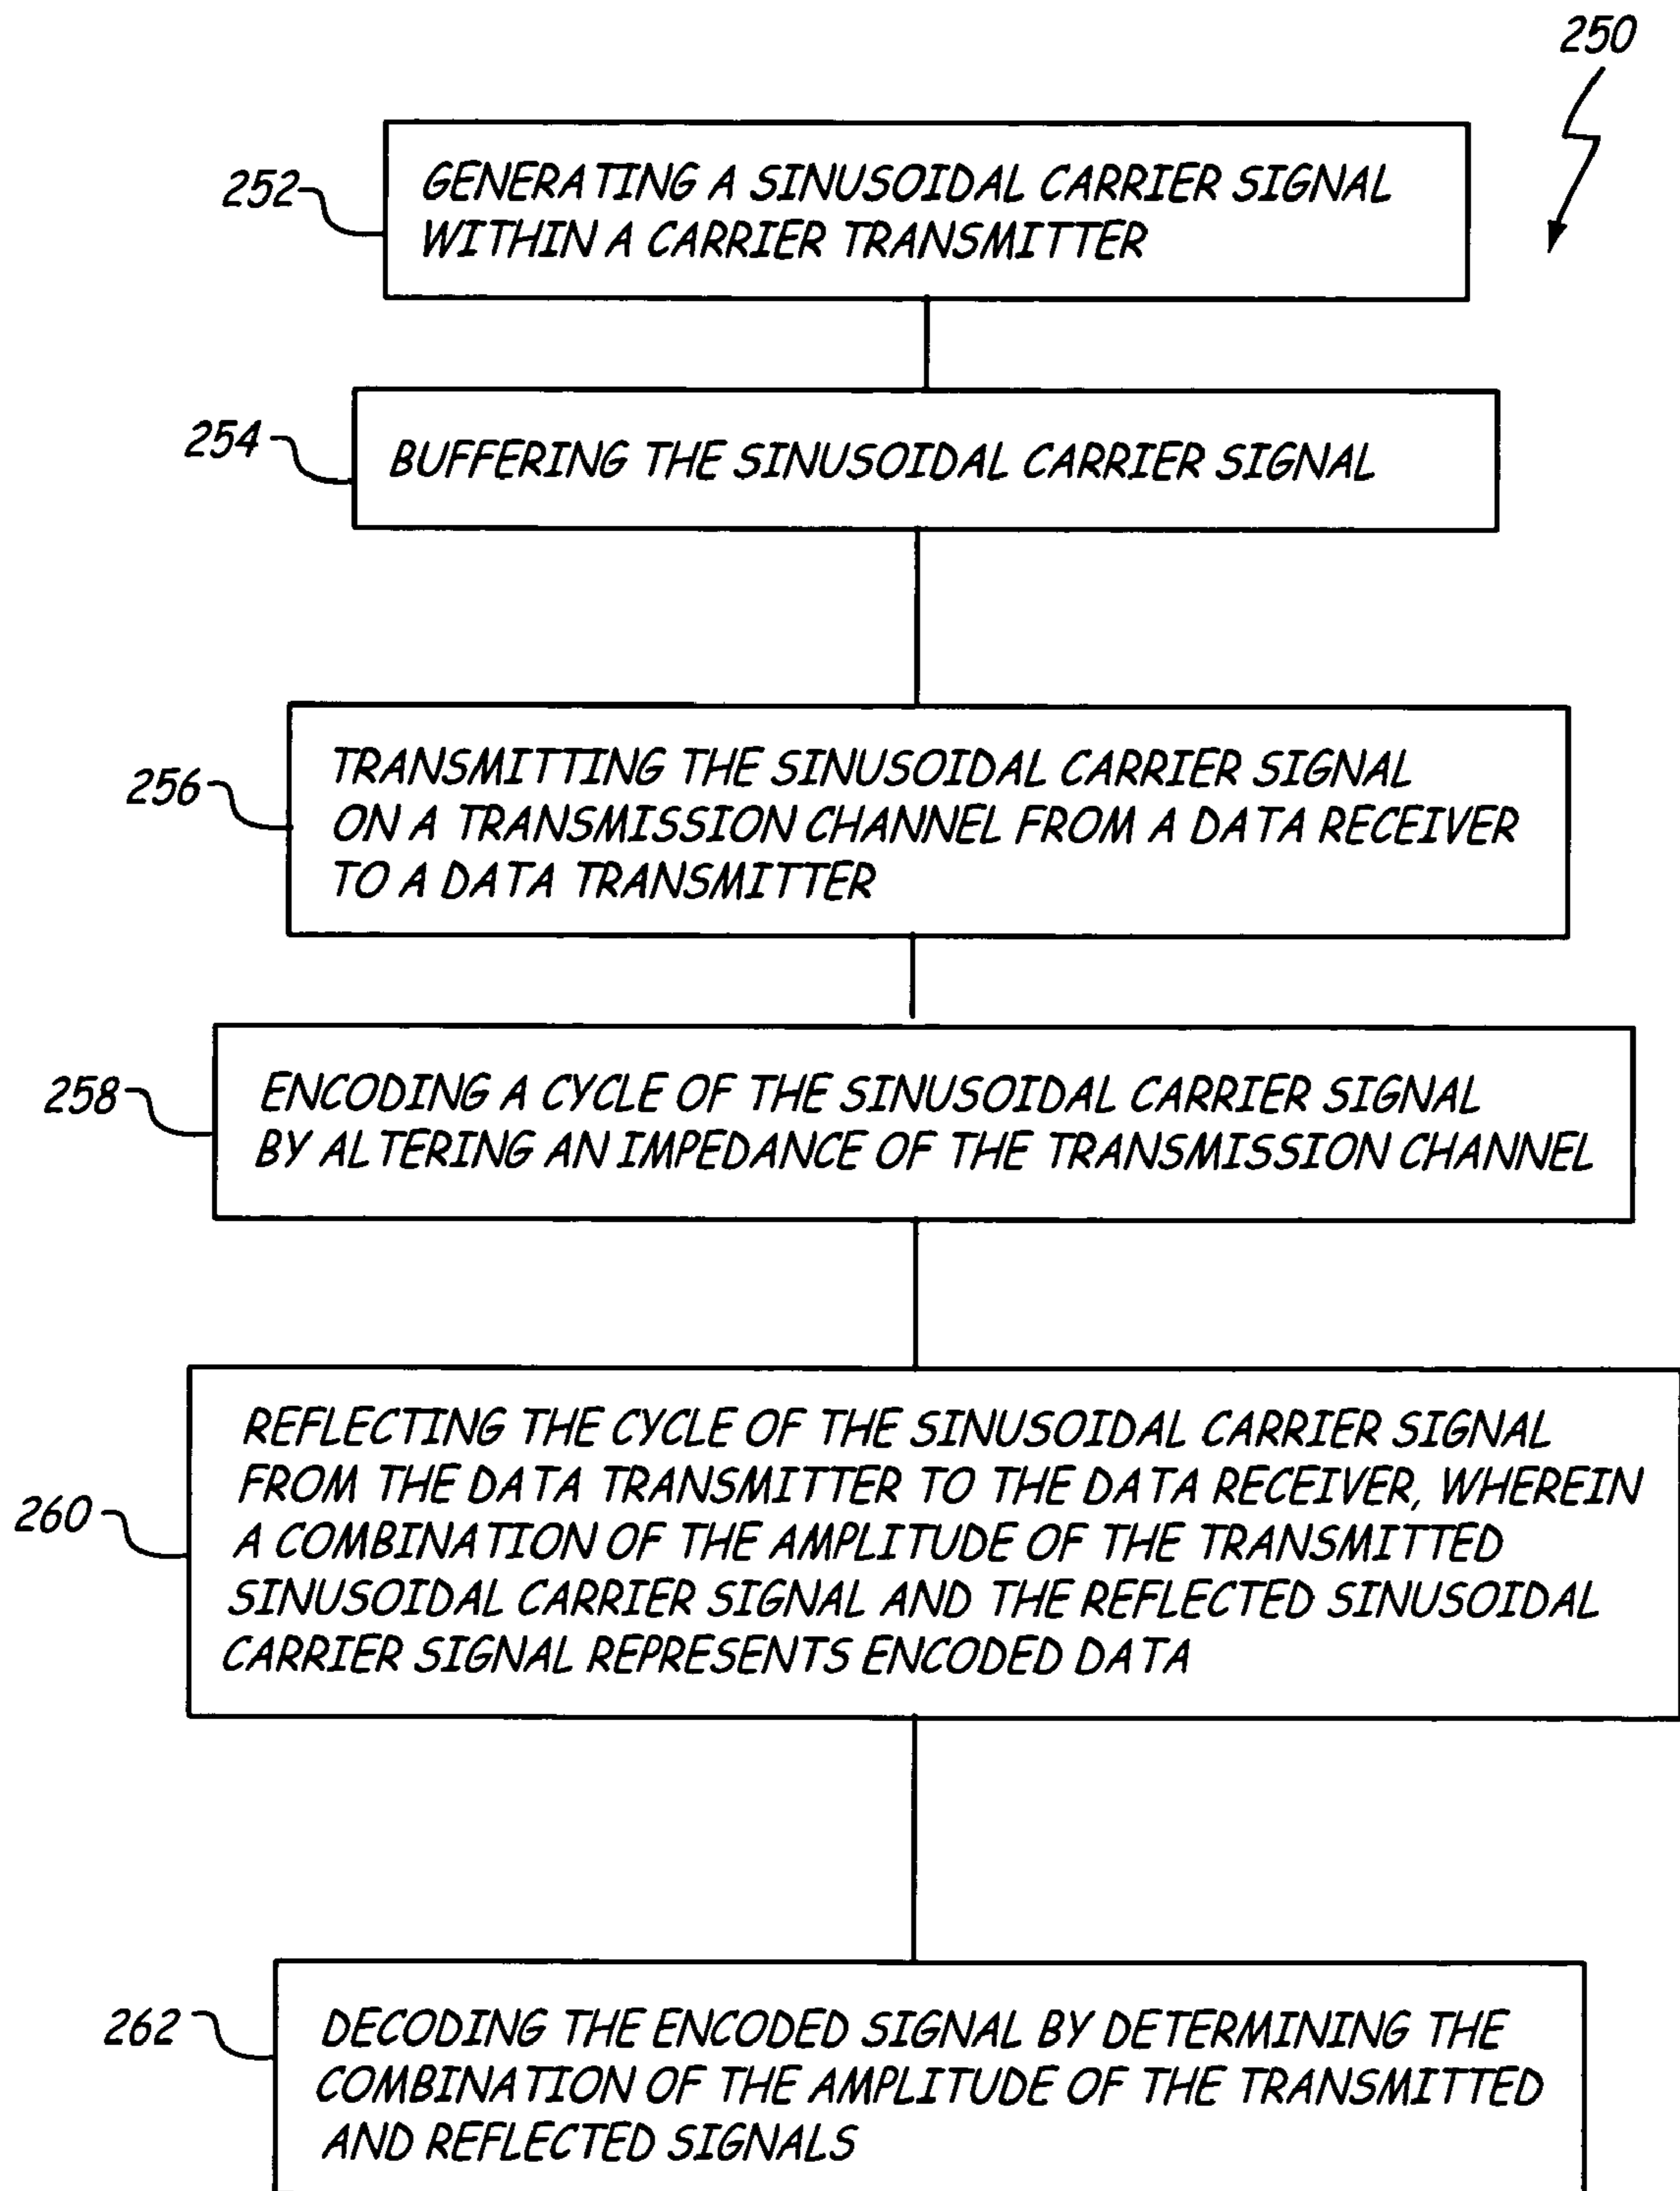 250
252
GENERATING A SINUSOIDAL CARRIER SIGNAL
WITHIN A CARRIER TRANSMITTER
254
BUFFERING THE SINUSOIDAL CARRIER SIGNAL
256
TRANSMITTING THE SINUSOIDAL CARRIER SIGNAL
ON A TRANSMISSION CHANNEL FROM A DATA RECEIVER
TO A DATA TRANSMITTER
258
ENCODING A CYCLE OF THE SINUSOIDAL CARRIER SIGNAL
BY ALTERING AN IMPEDANCE OF THE TRANSMISSION CHANNEL
260
REFLECTING THE CYCLE OF THE SINUSOIDAL CARRIER SIGNAL
FROM THE DATA TRANSMITTER TO THE DATA RECEIVER, WHEREIN
A COMBINATION OF THE AMPLITUDE OF THE TRANSMITTED
SINUSOIDAL CARRIER SIGNAL AND THE REFLECTED SINUSOIDAL
CARRIER SIGNAL REPRESENTS ENCODED DATA
262
DECODING THE ENCODED SIGNAL BY DETERMINING THE
COMBINATION OF THE AMPLITUDE OF THE TRANSMITTED
AND REFLECTED SIGNALS